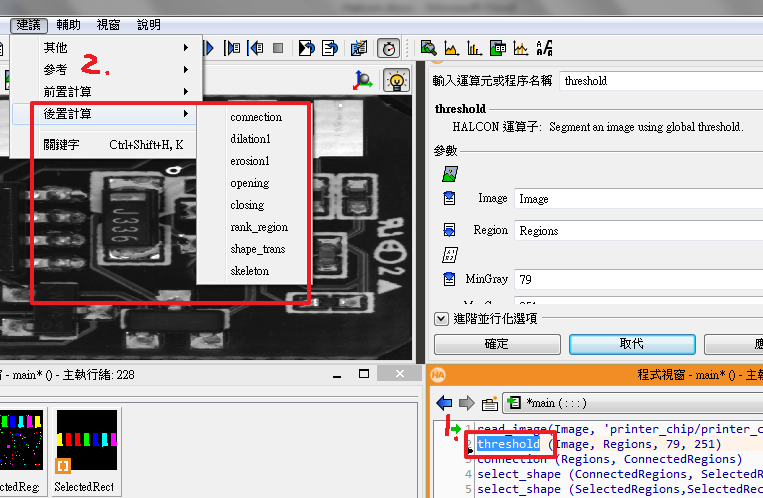 建議 輔助 視窗 說明
其他
參考
前置計算
後置計算
關鍵字 Ctrl+Shift+H, K
2.
connection
dilation1
erosion1
opening
closing
rank_region
shape_trans
skeleton
J336
輸入運算元或程序名稱 threshold
threshold
HALCON 運算子: Segment an image using global threshold.
參數
Image Image
Region Regions
MinGray 79
進階並行化選項
確定 取代
- main* () - 主執行緒: 228
SelectedRect
程式視窗 - main* () - 主執
*main ( : : : )
1.
1 read_image(Image, 'printer_chip/printer_c
2 threshold (Image, Regions, 79, 251)
3 connection (Regions, ConnectedRegions)
4 select_shape (ConnectedRegions, SelectedR
5 select_shape (SelectedRegions,SelectedRec